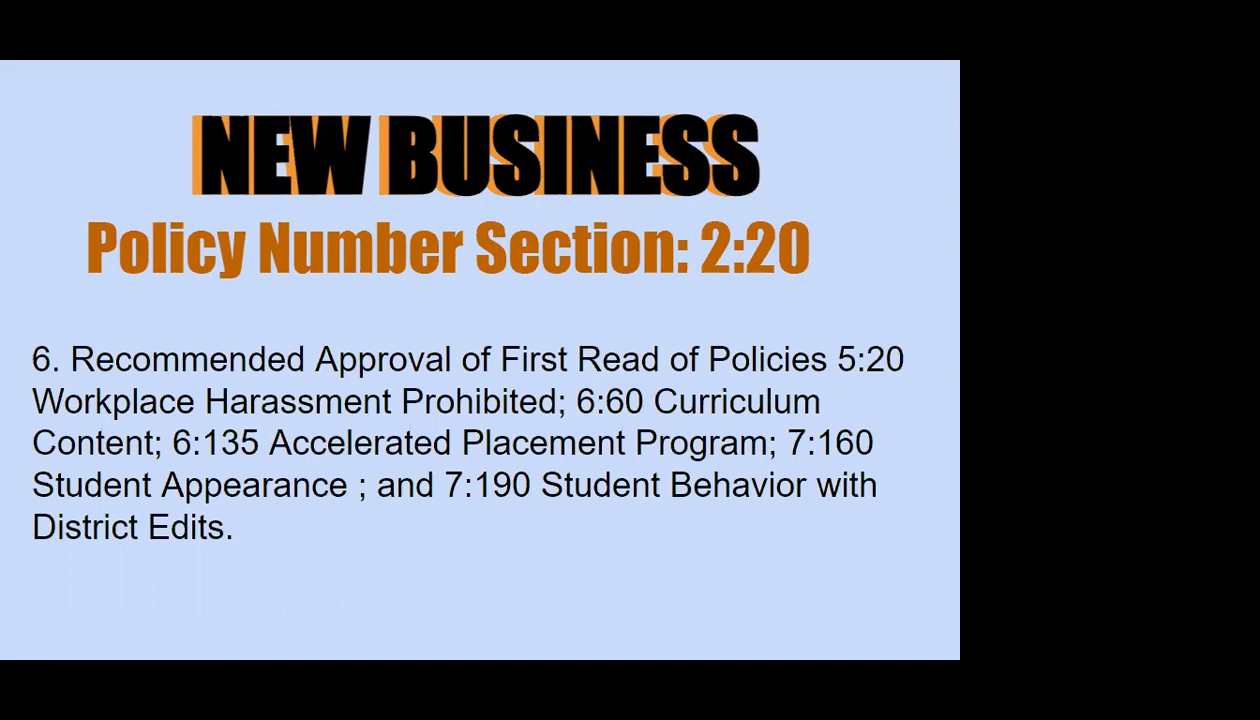 NEW BUSINESS
Policy Number Section: 2:20
6. Recommended Approval of First Read of Policies 5:20
Workplace Harassment Prohibited; 6:60 Curriculum
Content; 6:135 Accelerated Placement Program; 7:160
Student Appearance ; and 7:190 Student Behavior with
District Edits.